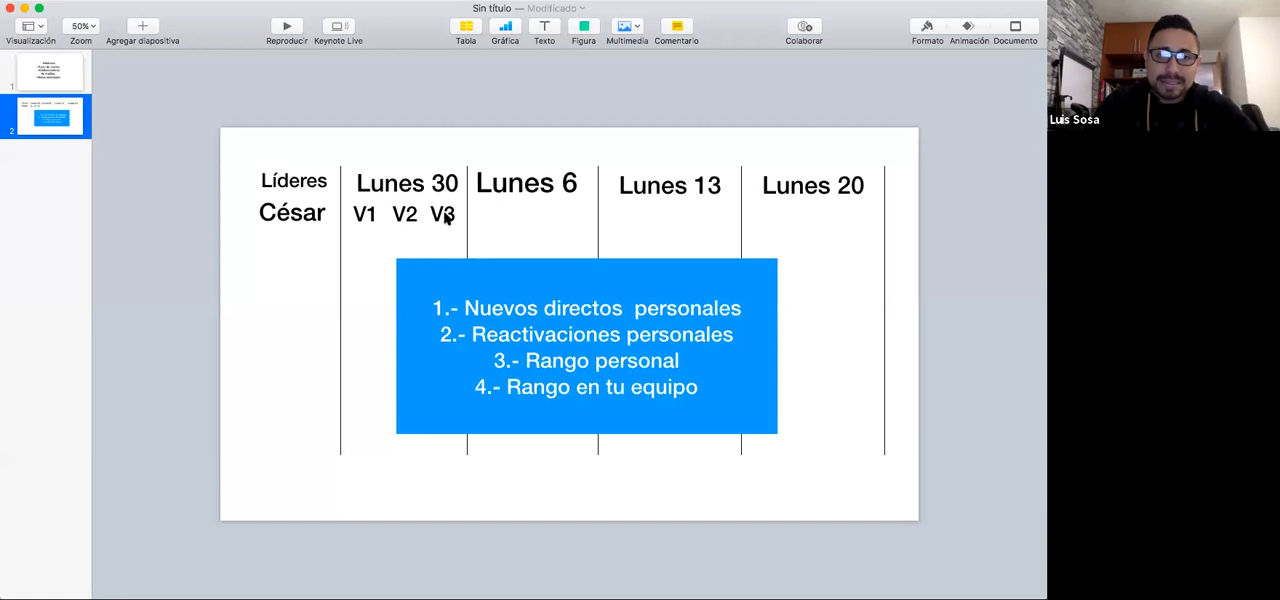 Sin título — Modificado
50%
Visualización Zoom Agregar diapositiva Reproducir Keynote Live Tabla Gráfica Texto Figura Multimedia Comentario Colaborar Formato Animación Documento
Luis Sosa
1
2
Líderes Lunes 30 Lunes 6 Lunes 13 Lunes 20
César V1 V2 V3
1.- Nuevos directos personales
2.- Reactivaciones personales
3.- Rango personal
4.- Rango en tu equipo